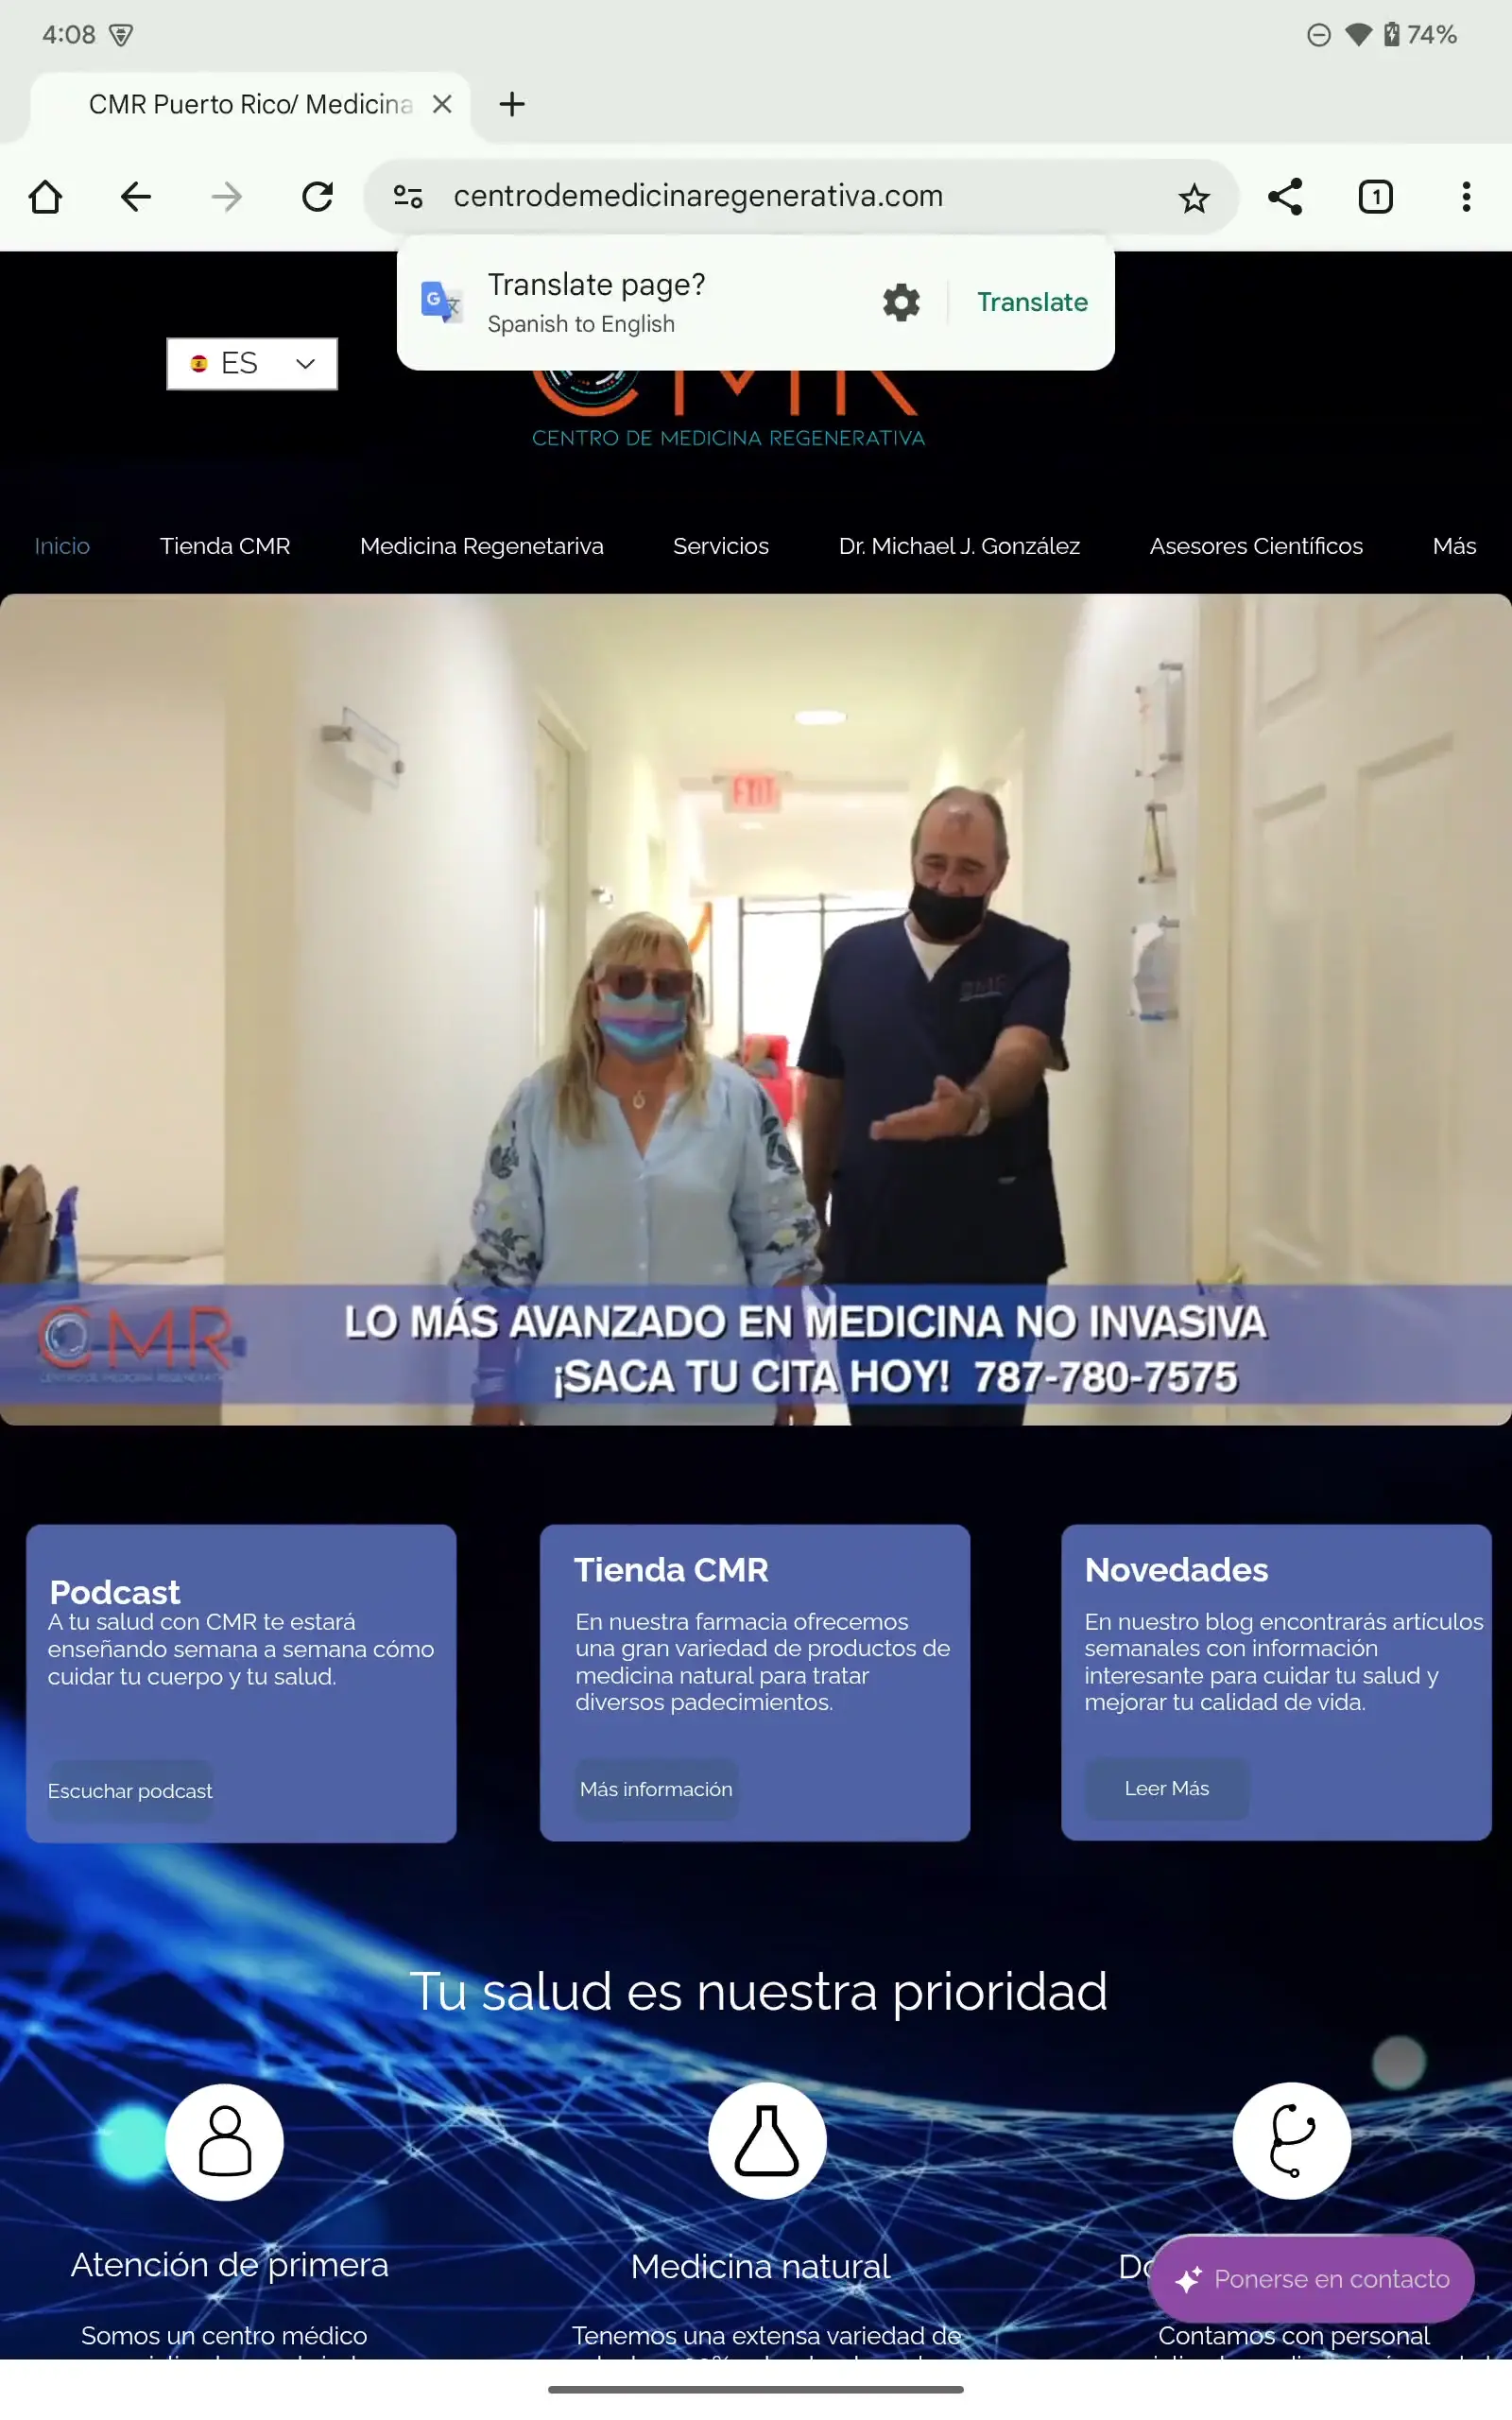 4:08
74%
CMR Puerto Rico/ Medicina
centrodemedicinaregenerativa.com
1
Translate page?
Spanish to English
Translate
ES
CMR
CENTRO DE MEDICINA REGENERATIVA
Inicio
Tienda CMR
Medicina Regenetariva
Servicios
Dr. Michael J. González
Asesores Científicos
Más
EXIT
CMR
CMR
CENTRO DE MEDICINA REGENERATIVA
LO MÁS AVANZADO EN MEDICINA NO INVASIVA
¡SACA TU CITA HOY! 787-780-7575
Podcast
A tu salud con CMR te estará
enseñando semana a semana cómo
cuidar tu cuerpo y tu salud.
Escuchar podcast
Tienda CMR
En nuestra farmacia ofrecemos
una gran variedad de productos de
medicina natural para tratar
diversos padecimientos.
Más información
Novedades
En nuestro blog encontrarás artículos
semanales con información
interesante para cuidar tu salud y
mejorar tu calidad de vida.
Leer Más
Tu salud es nuestra prioridad
Atención de primera
Somos un centro médico
Medicina natural
Tenemos una extensa variedad de
Ponerse en contacto
Contamos con personal